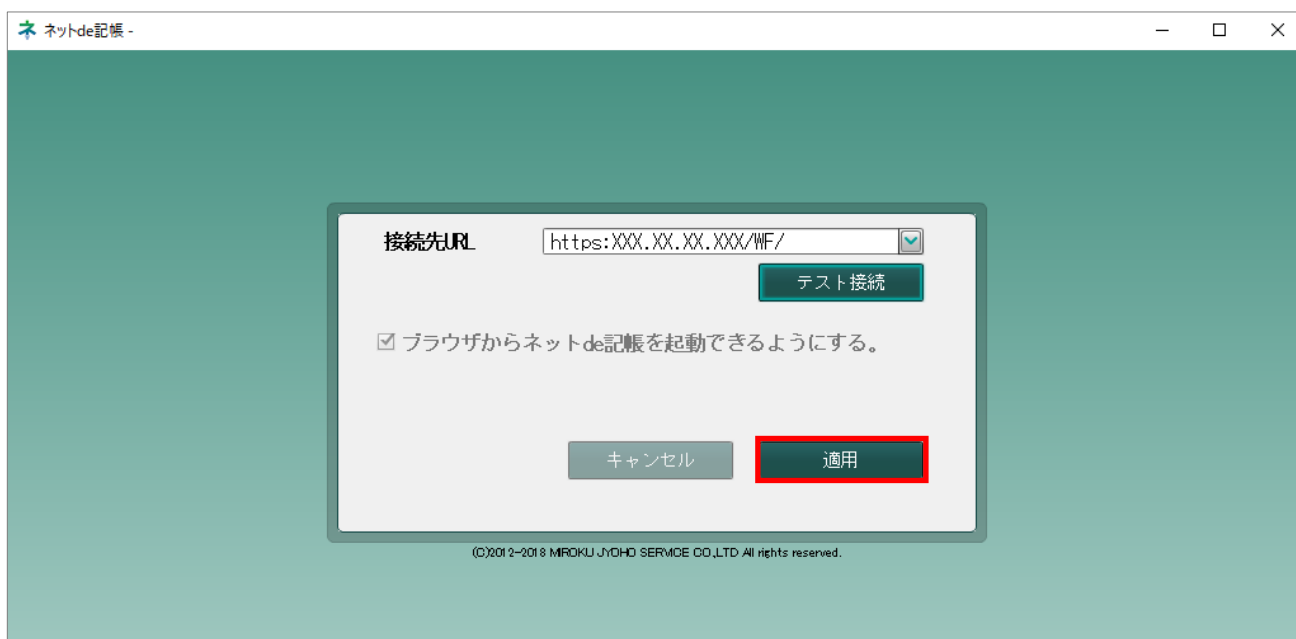 ネットde記帳 -
接続先URL
https:XXX.XX.XX.XXX/WF/
テスト接続
ブラウザからネットde記帳を起動できるようにする。
キャンセル
適用
(C)2012-2018 MIROKU JYOHO SERVICE CO.,LTD All rights reserved.